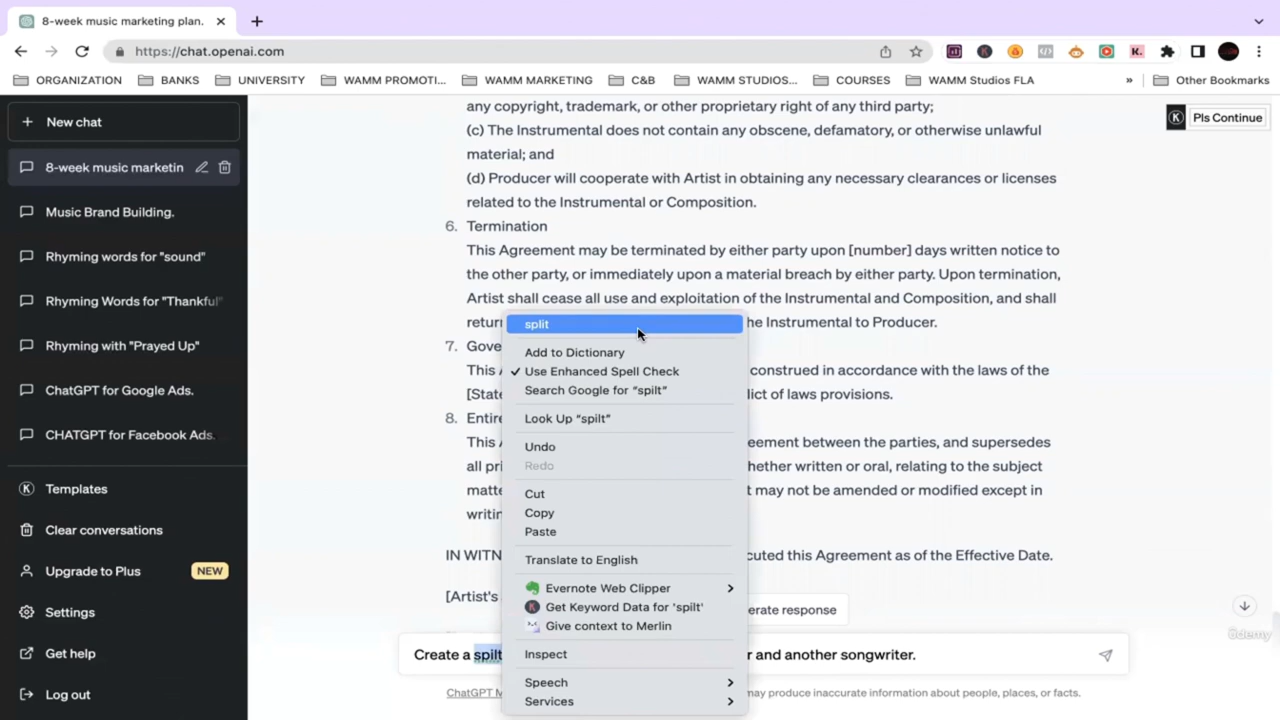 8-week music marketing plan.
https://chat.openai.com
ORGANIZATION BANKS UNIVERSITY WAMM PROMOTI... WAMM MARKETING C&B WAMM STUDIOS... COURSES WAMM Studios FLA » Other Bookmarks
New chat
8-week music marketin
Music Brand Building.
Rhyming words for "sound"
Rhyming Words for "Thankful"
Rhyming with "Prayed Up"
ChatGPT for Google Ads.
CHATGPT for Facebook Ads.
Templates
Clear conversations
Upgrade to Plus NEW
Settings
Get help
Log out
K Pls Continue
any copyright, trademark, or other proprietary right of any third party;
(c) The Instrumental does not contain any obscene, defamatory, or otherwise unlawful
material; and
(d) Producer will cooperate with Artist in obtaining any necessary clearances or licenses
related to the Instrumental or Composition.
6. Termination
This Agreement may be terminated by either party upon [number] days written notice to
the other party, or immediately upon a material breach by either party. Upon termination,
Artist shall cease all use and exploitation of the Instrumental and Composition, and shall
return he Instrumental to Producer.
7. Gove
This A construed in accordance with the laws of the
[State lict of laws provisions.
8. Entire
This A eement between the parties, and supersedes
all pri hether written or oral, relating to the subject
matte t may not be amended or modified except in
writin
IN WITN cuted this Agreement as of the Effective Date.
[Artist's
erate response
split
Add to Dictionary
✓ Use Enhanced Spell Check
Search Google for “spilt”
Look Up “spilt”
Undo
Redo
Cut
Copy
Paste
Translate to English
Evernote Web Clipper
Get Keyword Data for 'spilt'
Give context to Merlin
Inspect
Speech
Services
Create a spilt r and another songwriter.
ChatGPT M may produce inaccurate information about people, places, or facts.
ûdemy